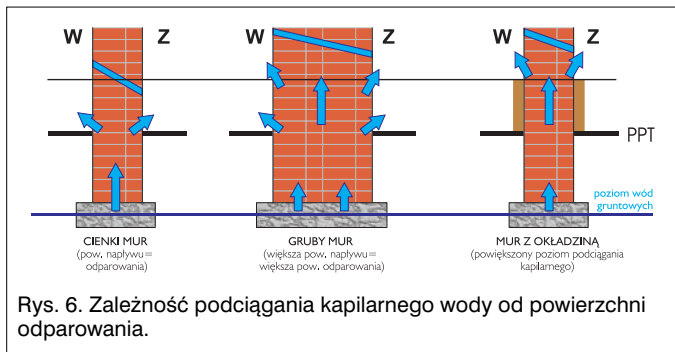 W Z W Z W Z
PPT
poziom wód
gruntowych
CIENKI MUR
(pow. napływu=
odparowania)
GRUBY MUR
(większa pow. napływu=
większa pow. odparowania)
MUR Z OKŁADZINĄ
(powiększony poziom podciągania
kapilarnego)
Rys. 6. Zależność podciągania kapilarnego wody od powierzchni
odparowania.